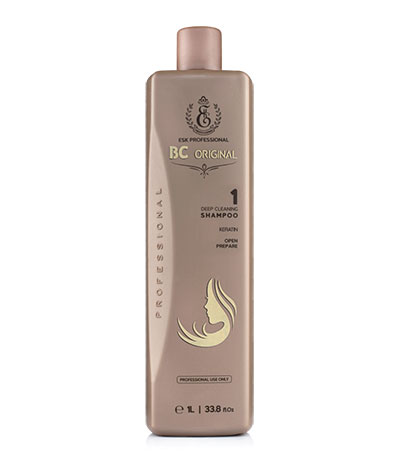 E
ESK PROFESSIONAL
BC ORIGINAL
1
DEEP CLEANING
SHAMPOO
KERATIN
OPEN
PREPARE
PROFESSIONAL
PROFESSIONAL USE ONLY
℮ 1L | 33.8 fl.Oz